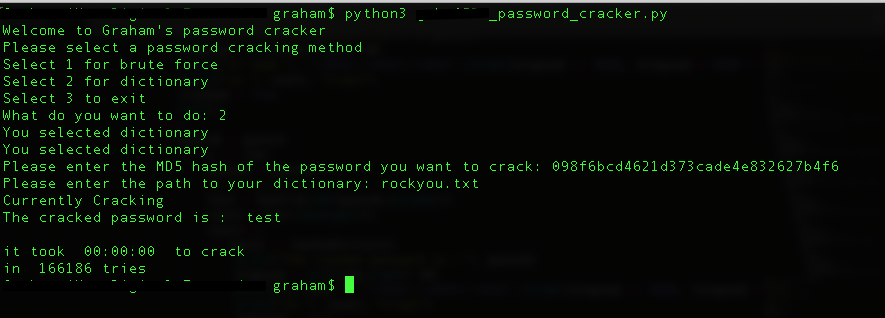 graham$ python3 _password_cracker.py
Welcome to Graham's password cracker
Please select a password cracking method
Select 1 for brute force
Select 2 for dictionary
Select 3 to exit
What do you want to do: 2
You selected dictionary
You selected dictionary
Please enter the MD5 hash of the password you want to crack: 098f6bcd4621d373cade4e832627b4f6
Please enter the path to your dictionary: rockyou.txt
Currently Cracking
The cracked password is :  test
it took  00:00:00  to crack
in  166186 tries
graham$